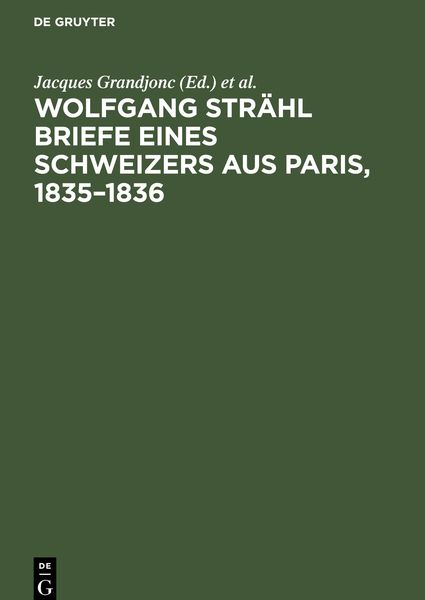 DE GRUYTER
Jacques Grandjonc (Ed.) et al.
WOLFGANG STRÄHL
BRIEFE EINES
SCHWEIZERS AUS PARIS,
1835–1836
DE
G